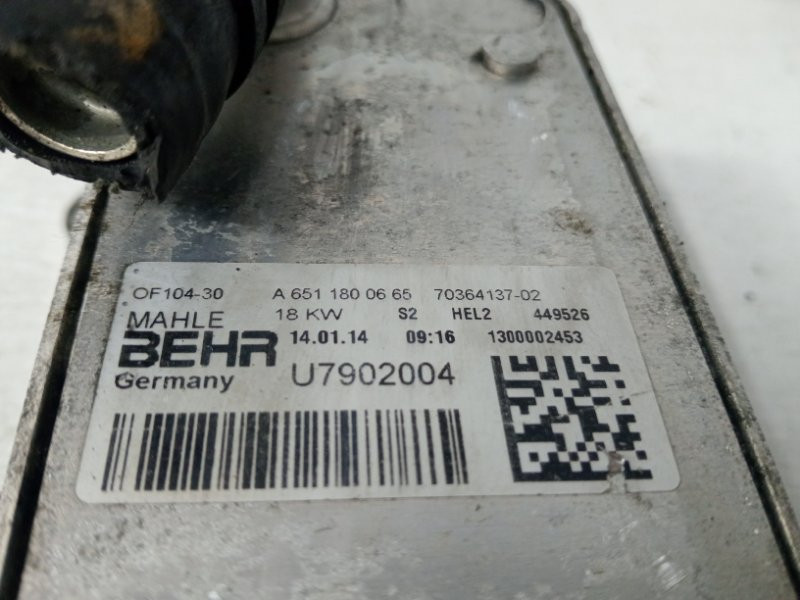 OF104-30 A 651 180 06 65 70364137-02
MAHLE 18 KW S2 HEL2 449526
BEHR 14.01.14 09:16 1300002453
Germany U7902004